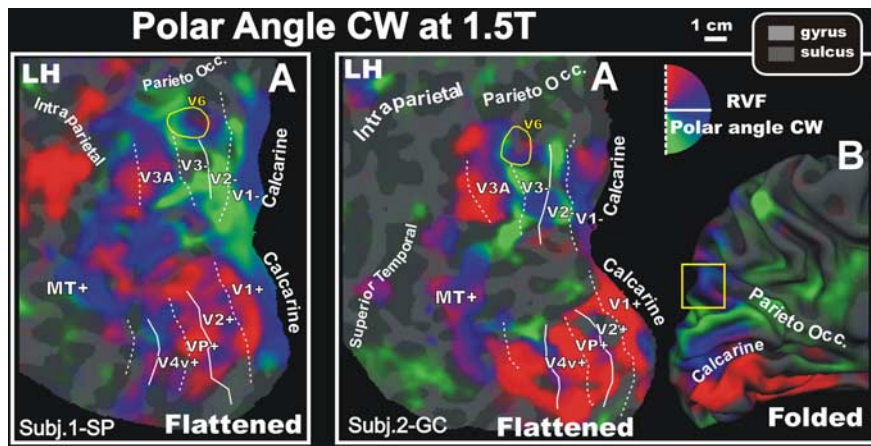 Polar Angle CW at 1.5T
1 cm
gyrus
sulcus
LH
Parieto Occ.
A
V6
Intraparietal
V3A
V3-
V2-
V1-
Calcarine
Calcarine
MT+
V1+
V2+
VP+
V4v+
Subj.1-SP
Flattened
LH
Parieto Occ.
A
Intraparietal
V6
V3A
V3-
V2-
V1-
Calcarine
Superior Temporal
Calcarine
MT+
V1+
V2+
VP+
V4v+
Subj.2-GC
Flattened
RVF
Polar angle CW
B
Parieto Occ.
Calcarine
Folded